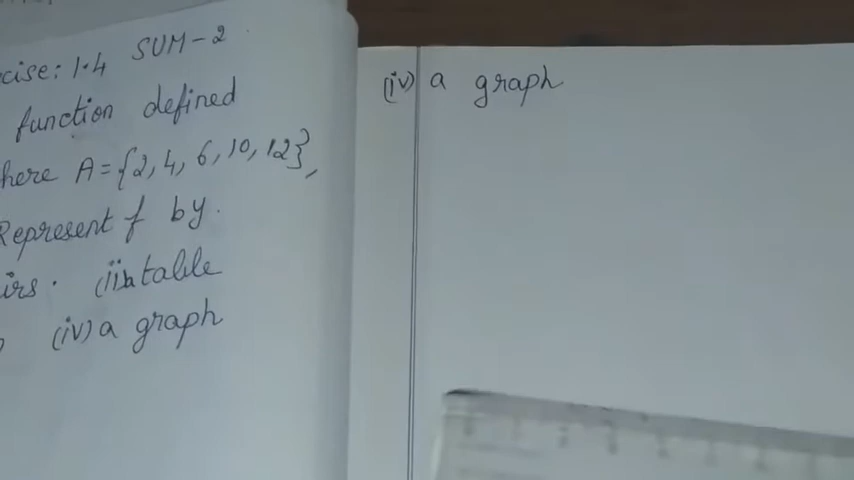 cise: 1.4 SUM-2
function defined
here A={2, 4, 6, 10, 12},
Represent f by.
irs. (ii)a table
(iv) a graph
(iv) a graph